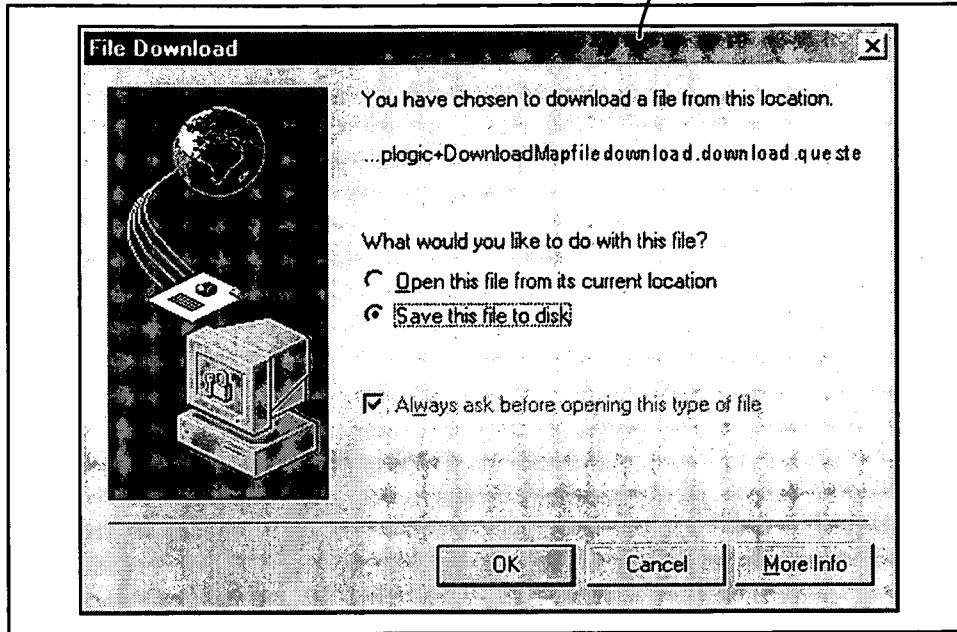 File Download
You have chosen to download a file from this location.
...plogic+DownloadMapfiledownload.download.queste
What would you like to do with this file?
Open this file from its current location
Save this file to disk
Always ask before opening this type of file
OK Cancel More Info